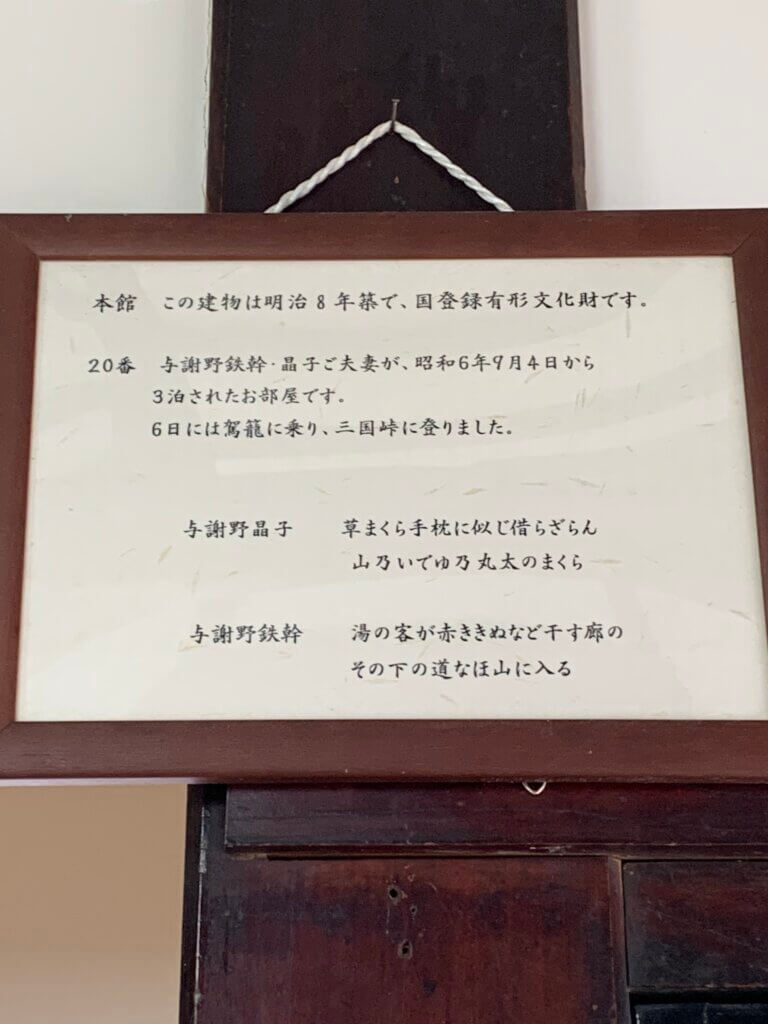 本館　この建物は明治8年築で、国登録有形文化財です。
20番　与謝野鉄幹・晶子ご夫妻が、昭和6年9月4日から
3泊されたお部屋です。
6日には駕籠に乗り、三国峠に登りました。
与謝野晶子　草まくら手枕に似じ借らざらん
山乃いでゆ乃丸太のまくら
与謝野鉄幹　湯の客が赤ききぬなど干す廊の
その下の道なほ山に入る